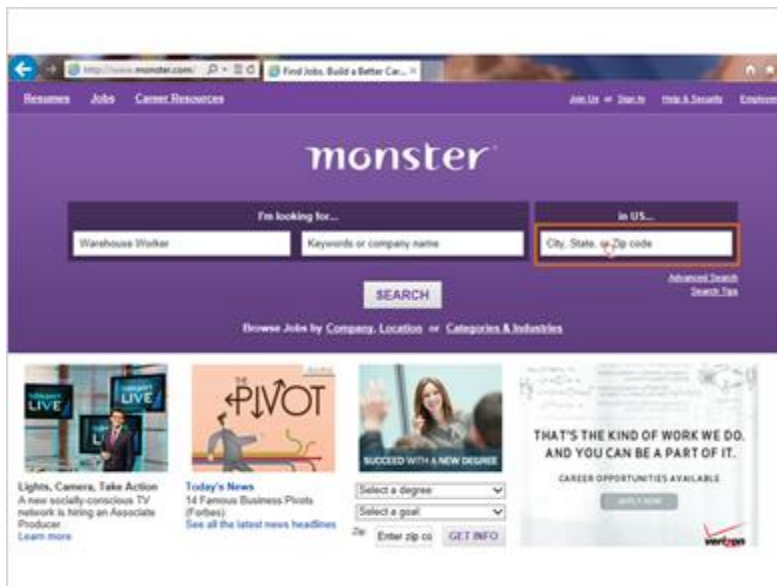 http://www.monster.com/
Find Jobs. Build a Better Car...
Resumes Jobs Career Resources
Join Us or Sign In Help & Security Employers
monster
I'm looking for...
in US...
Warehouse Worker
Keywords or company name
City, State, or Zip code
Advanced Search
Search Tips
SEARCH
Browse Jobs by Company, Location or Categories & Industries
LIVE
LIVE
THE
PIVOT
SUCCEED WITH A NEW DEGREE
THAT'S THE KIND OF WORK WE DO.
AND YOU CAN BE A PART OF IT.
CAREER OPPORTUNITIES AVAILABLE
APPLY NOW
verizon
Lights, Camera, Take Action
A new socially-conscious TV
network is hiring an Associate
Producer.
Learn more
Today's News
14 Famous Business Pivots
(Forbes)
See all the latest news headlines
Select a degree
Select a goal
Zip
Enter zip co
GET INFO